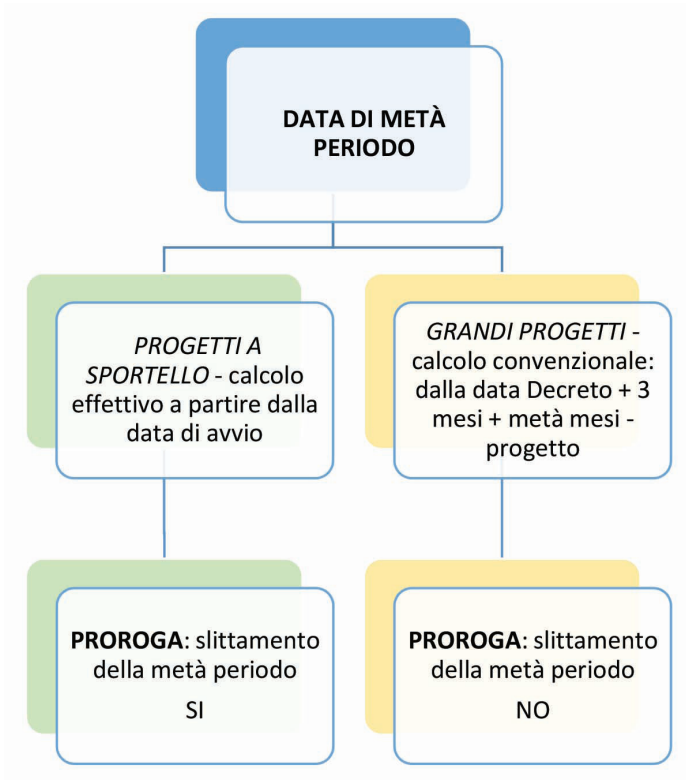 DATA DI METÀ
PERIODO
PROGETTI A
SPORTELLO - calcolo
effettivo a partire dalla
data di avvio
GRANDI PROGETTI -
calcolo convenzionale:
dalla data Decreto + 3
mesi + metà mesi -
progetto
PROROGA: slittamento
della metà periodo
SI
PROROGA: slittamento
della metà periodo
NO